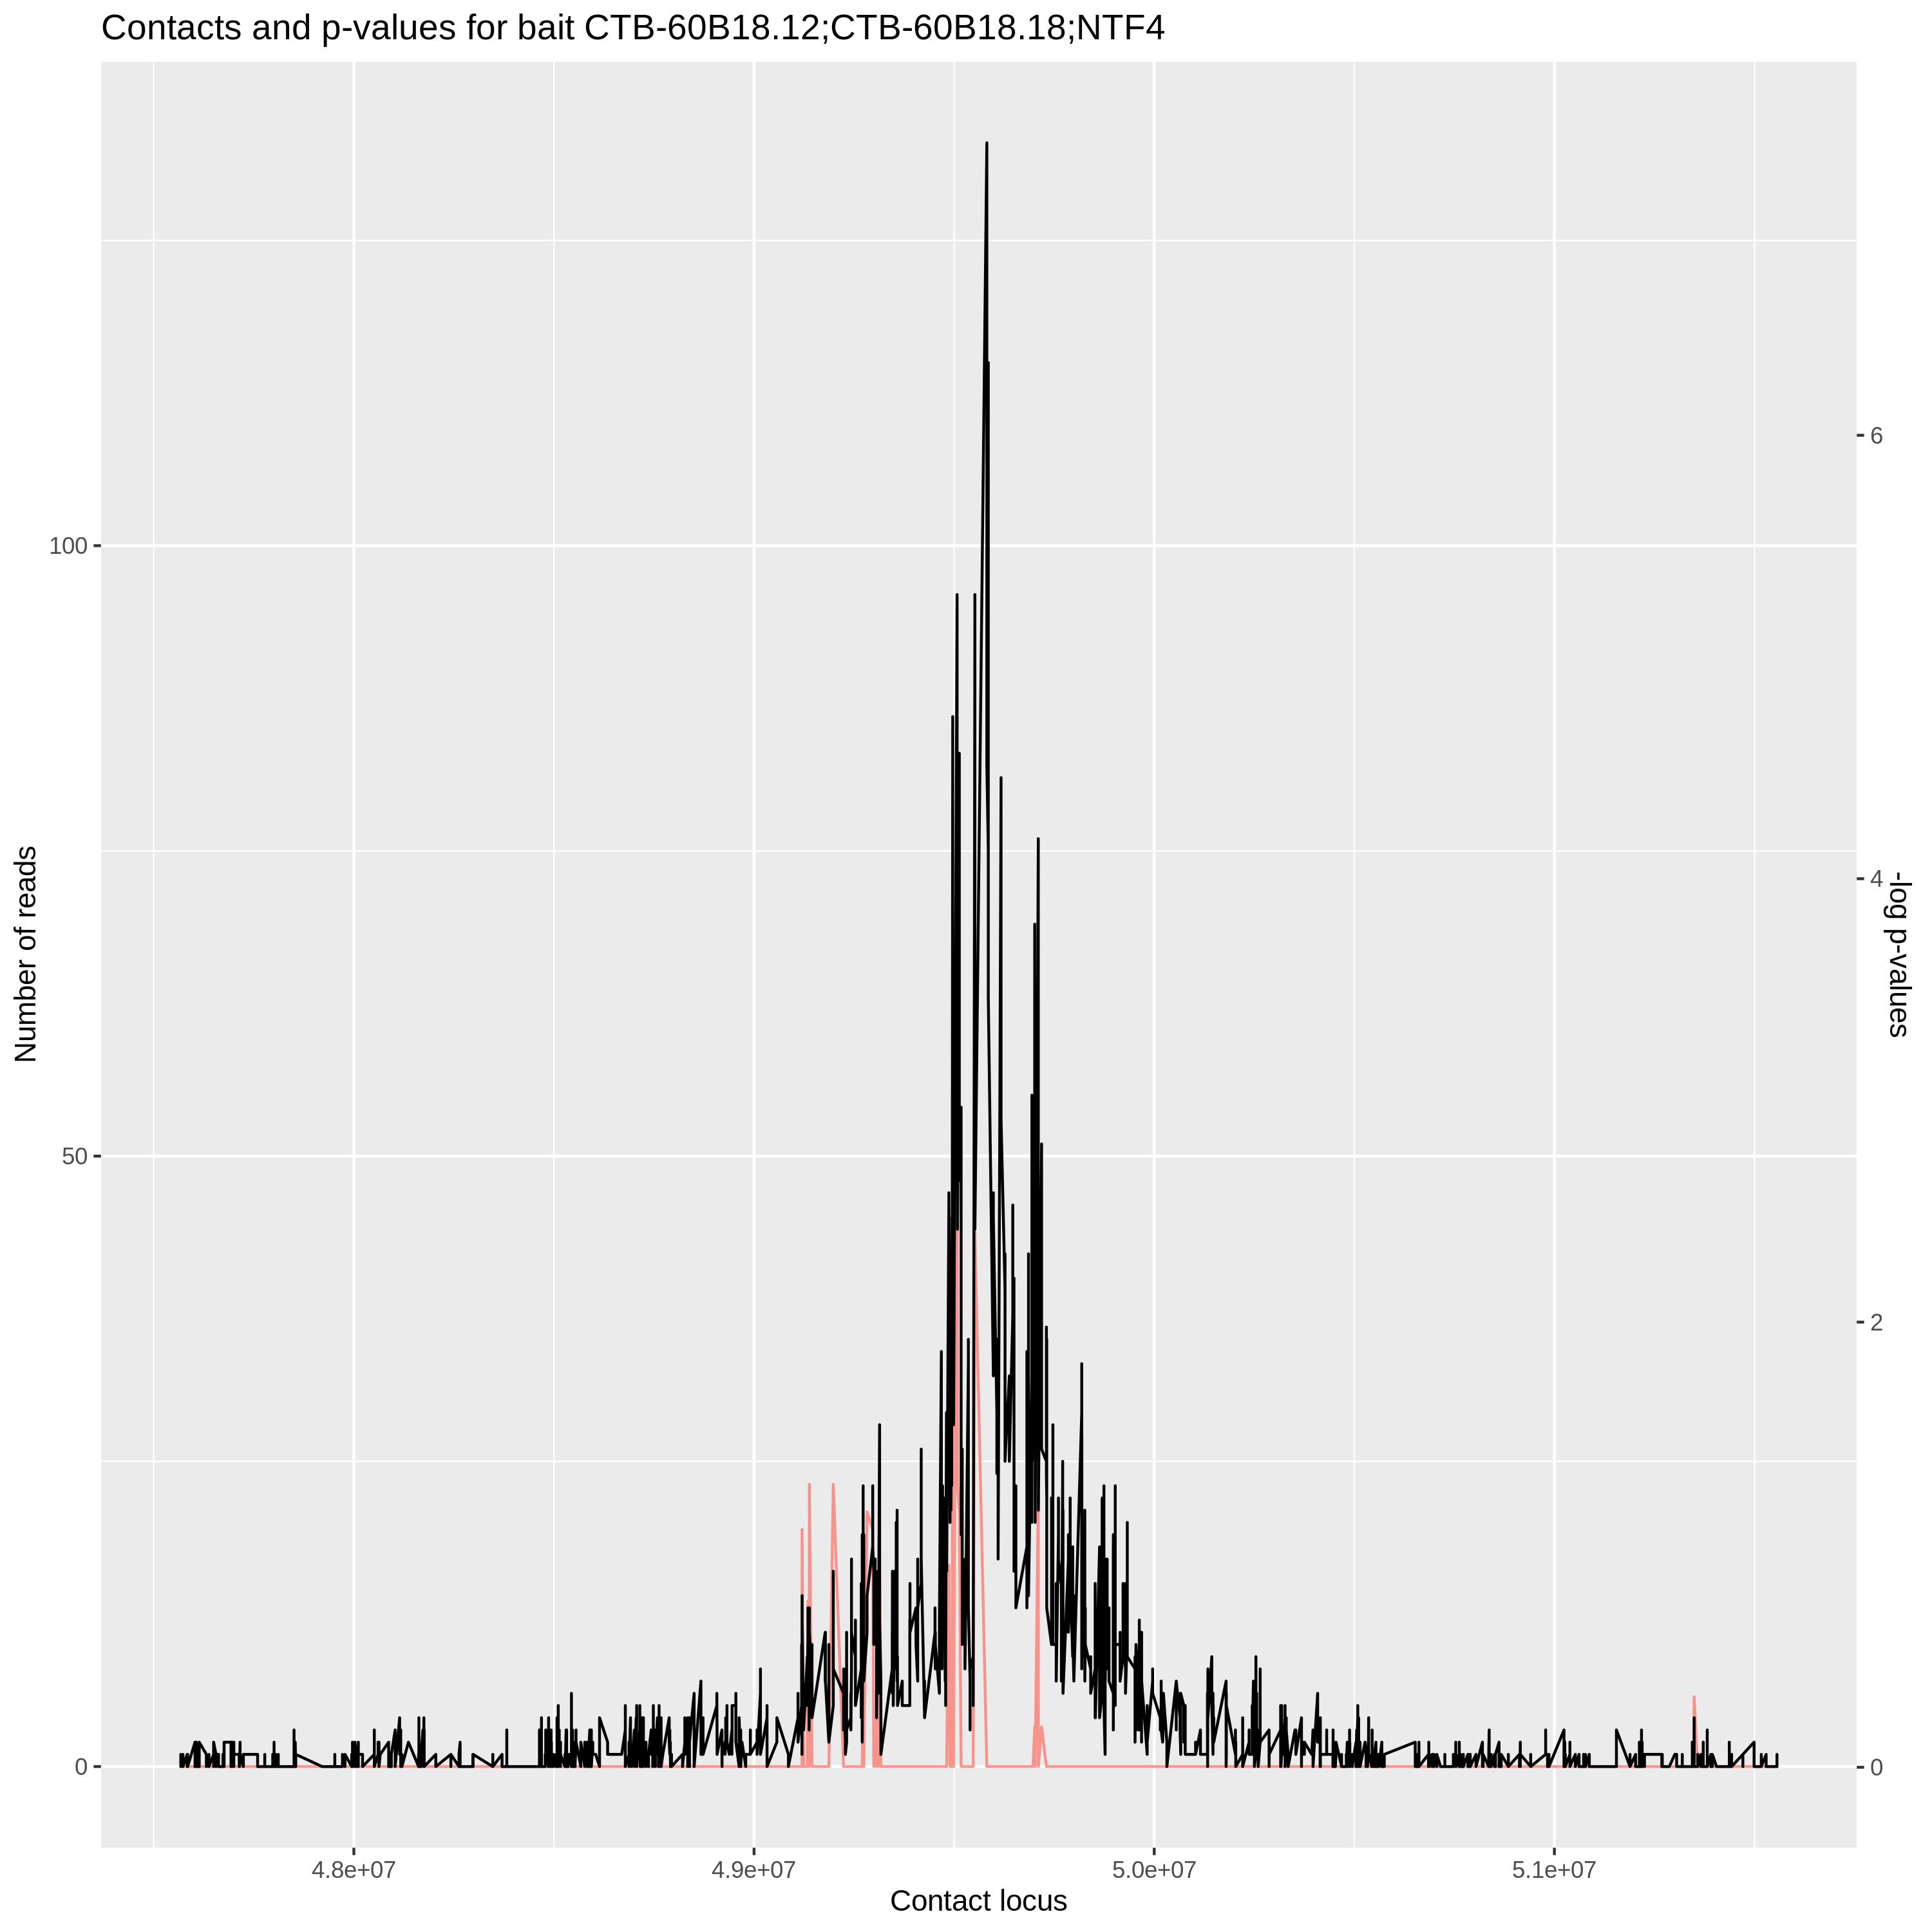 Contacts and p-values for bait CTB-60B18.12;CTB-60B18.18;NTF4
Number of reads
100
50
0
6
4
2
0
-log p-values
4.8e+07
4.9e+07
5.0e+07
5.1e+07
Contact locus